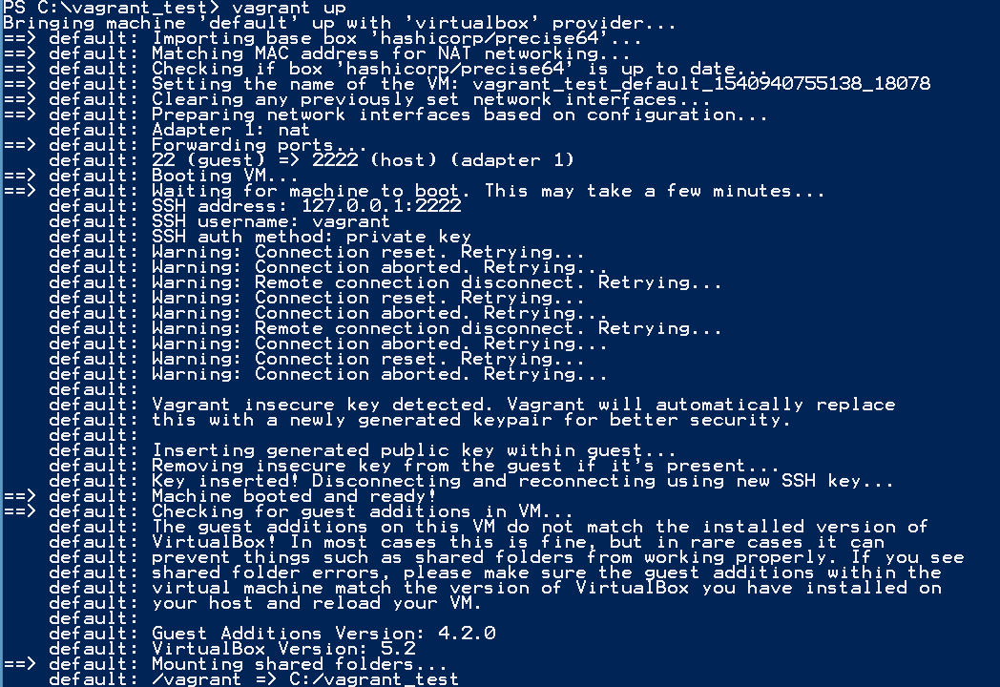 PS C:\vagrant_test> vagrant up
Bringing machine 'default' up with 'virtualbox' provider...
==> default: Importing base box 'hashicorp/precise64'...
==> default: Matching MAC address for NAT networking...
==> default: Checking if box 'hashicorp/precise64' is up to date...
==> default: Setting the name of the VM: vagrant_test_default_1540940755138_18078
==> default: Clearing any previously set network interfaces...
==> default: Preparing network interfaces based on configuration...
    default: Adapter 1: nat
==> default: Forwarding ports...
    default: 22 (guest) => 2222 (host) (adapter 1)
==> default: Booting VM...
==> default: Waiting for machine to boot. This may take a few minutes...
    default: SSH address: 127.0.0.1:2222
    default: SSH username: vagrant
    default: SSH auth method: private key
    default: Warning: Connection reset. Retrying...
    default: Warning: Connection aborted. Retrying...
    default: Warning: Remote connection disconnect. Retrying...
    default: Warning: Connection reset. Retrying...
    default: Warning: Connection aborted. Retrying...
    default: Warning: Remote connection disconnect. Retrying...
    default: Warning: Connection aborted. Retrying...
    default: Warning: Connection reset. Retrying...
    default: Warning: Connection aborted. Retrying...
    default:
    default: Vagrant insecure key detected. Vagrant will automatically replace
    default: this with a newly generated keypair for better security.
    default:
    default: Inserting generated public key within guest...
    default: Removing insecure key from the guest if it's present...
    default: Key inserted! Disconnecting and reconnecting using new SSH key...
==> default: Machine booted and ready!
==> default: Checking for guest additions in VM...
    default: The guest additions on this VM do not match the installed version of
    default: VirtualBox! In most cases this is fine, but in rare cases it can
    default: prevent things such as shared folders from working properly. If you see
    default: shared folder errors, please make sure the guest additions within the
    default: virtual machine match the version of VirtualBox you have installed on
    default: your host and reload your VM.
    default:
    default: Guest Additions Version: 4.2.0
    default: VirtualBox Version: 5.2
==> default: Mounting shared folders...
    default: /vagrant => C:/vagrant_test